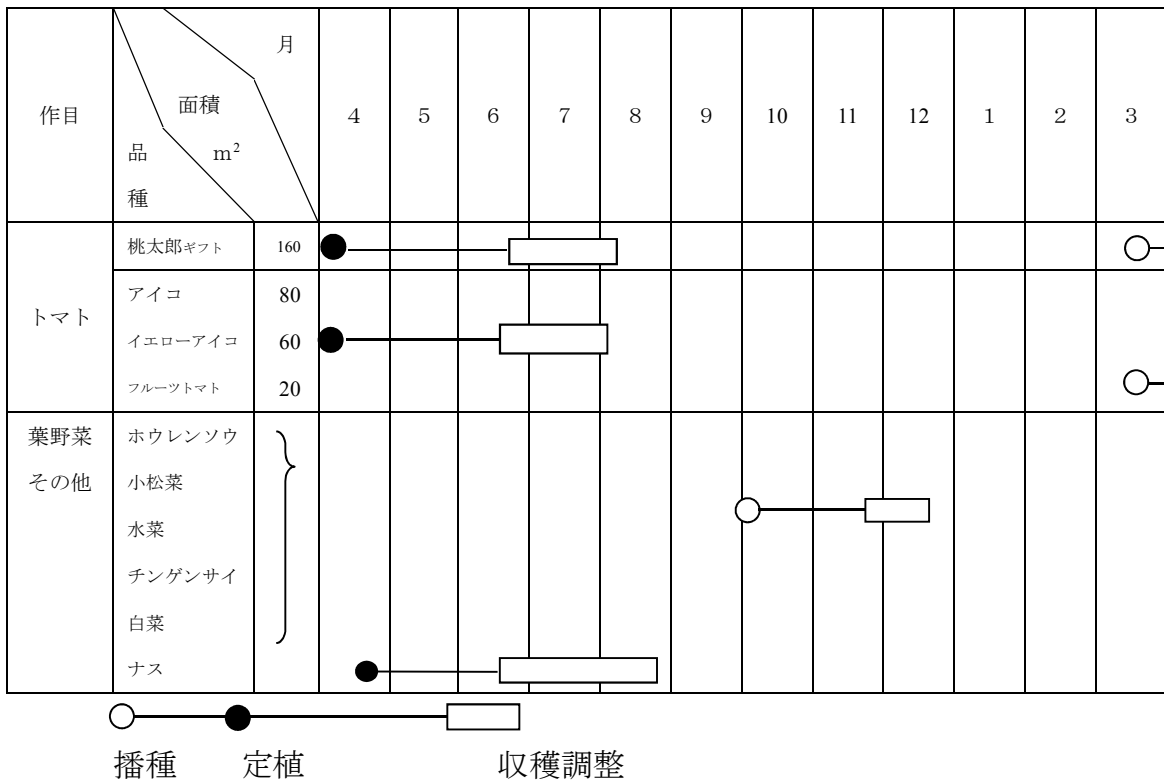 月
面積
作目 4 5 6 7 8 9 10 11 12 1 2 3
品 m²
種
桃太郎ギフト 160
アイコ 80
トマト
イエローアイコ 60
フルーツトマト 20
葉野菜 ホウレンソウ
その他 小松菜
水菜
チンゲンサイ
白菜
ナス
播種 定植 収穫調整